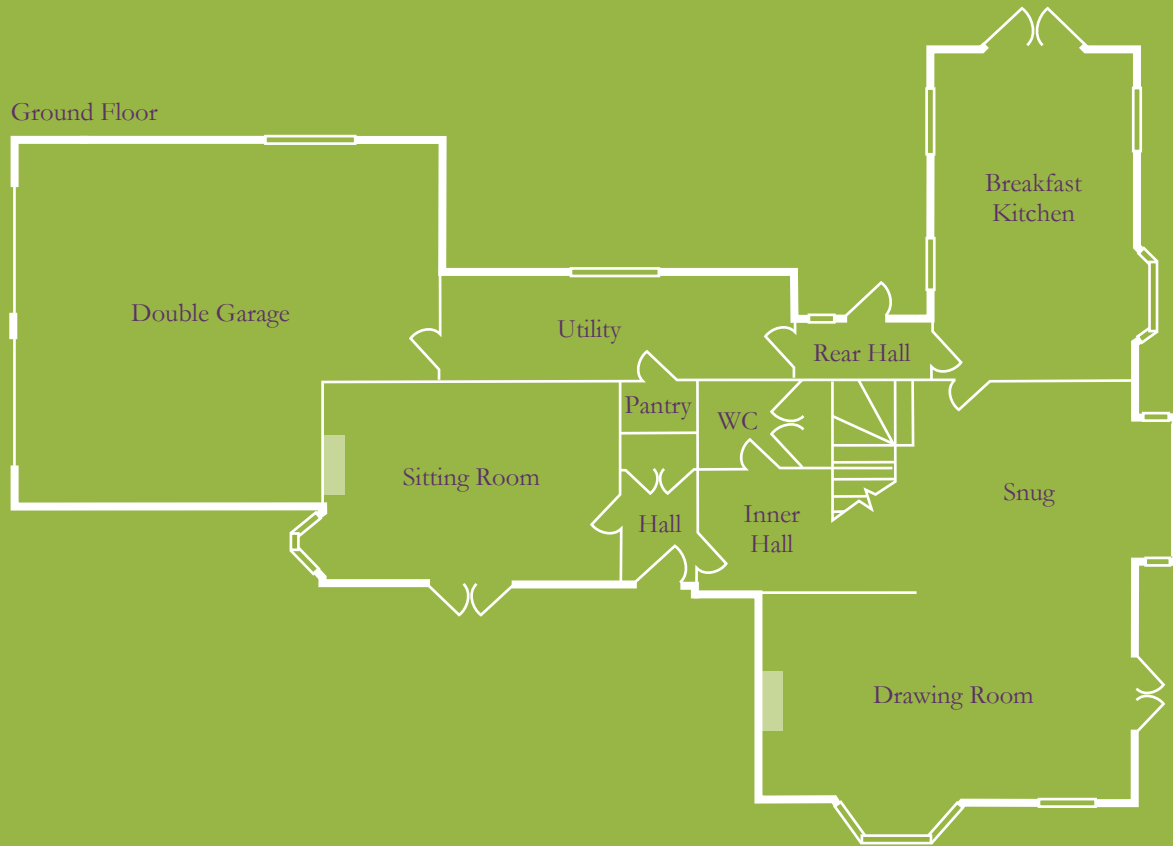 Ground Floor
Breakfast
Kitchen
Double Garage
Utility
Rear Hall
Pantry
WC
Sitting Room
Snug
Hall
Inner
Hall
Drawing Room